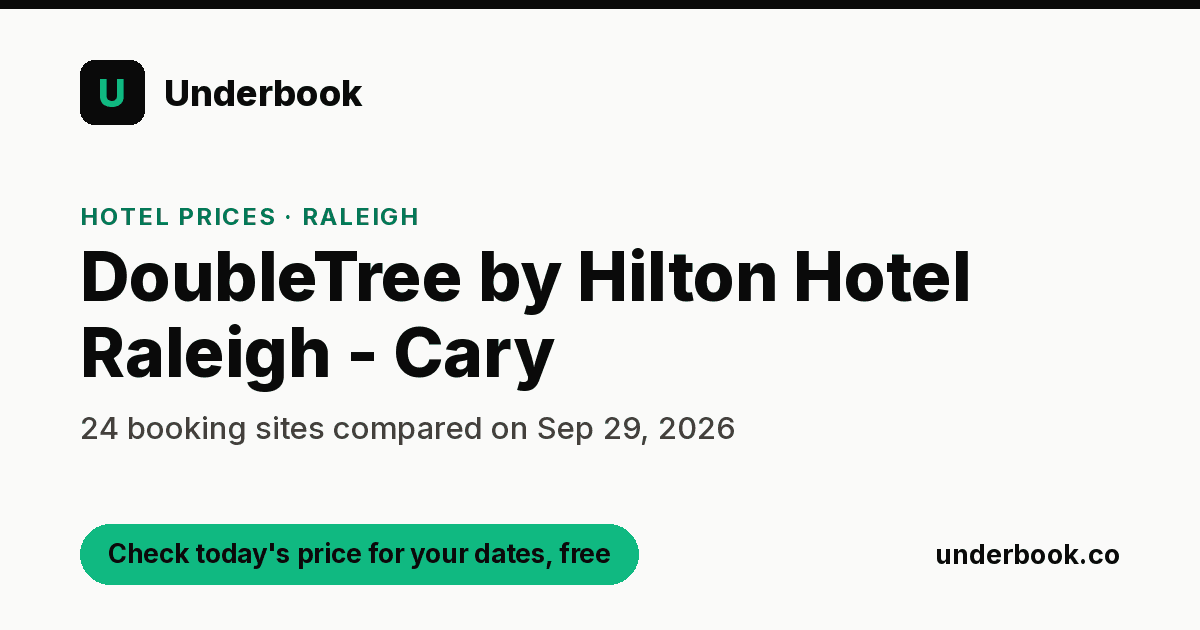 U
Underbook
HOTEL PRICES · RALEIGH
DoubleTree by Hilton Hotel
Raleigh - Cary
24 booking sites compared on Sep 29, 2026
Check today's price for your dates, free
underbook.co